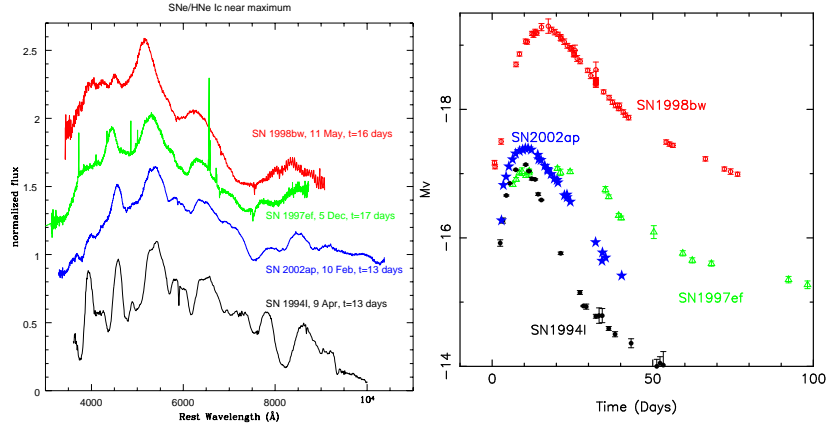 SNe/HNe Ic near maximum
2.5
2
1.5
1
0.5
0
normalized flux
SN 1998bw, 11 May, t=16 days
SN 1997ef, 5 Dec, t=17 days
SN 2002ap, 10 Feb, t=13 days
SN 1994I, 9 Apr, t=13 days
4000
6000
8000
10⁴
Rest Wavelength (Å)
−18
−16
−14
Mv
SN1998bw
SN2002ap
SN1997ef
SN1994I
0
50
100
Time (Days)